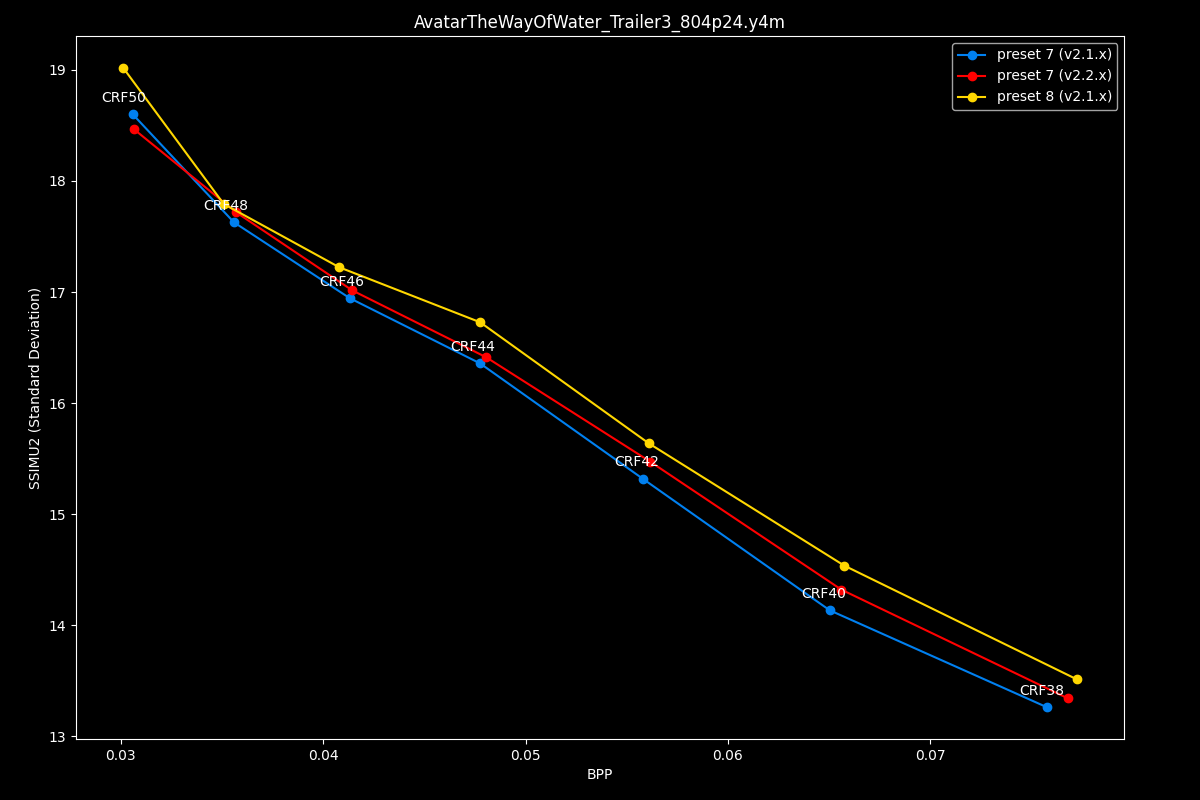 AvatarTheWayOfWater_Trailer3_804p24.y4m
preset 7 (v2.1.x)
preset 7 (v2.2.x)
preset 8 (v2.1.x)
19
18
17
16
15
14
13
SSIMU2 (Standard Deviation)
CRF50
CRF48
CRF46
CRF44
CRF42
CRF40
CRF38
0.03 0.04 0.05 0.06 0.07
BPP